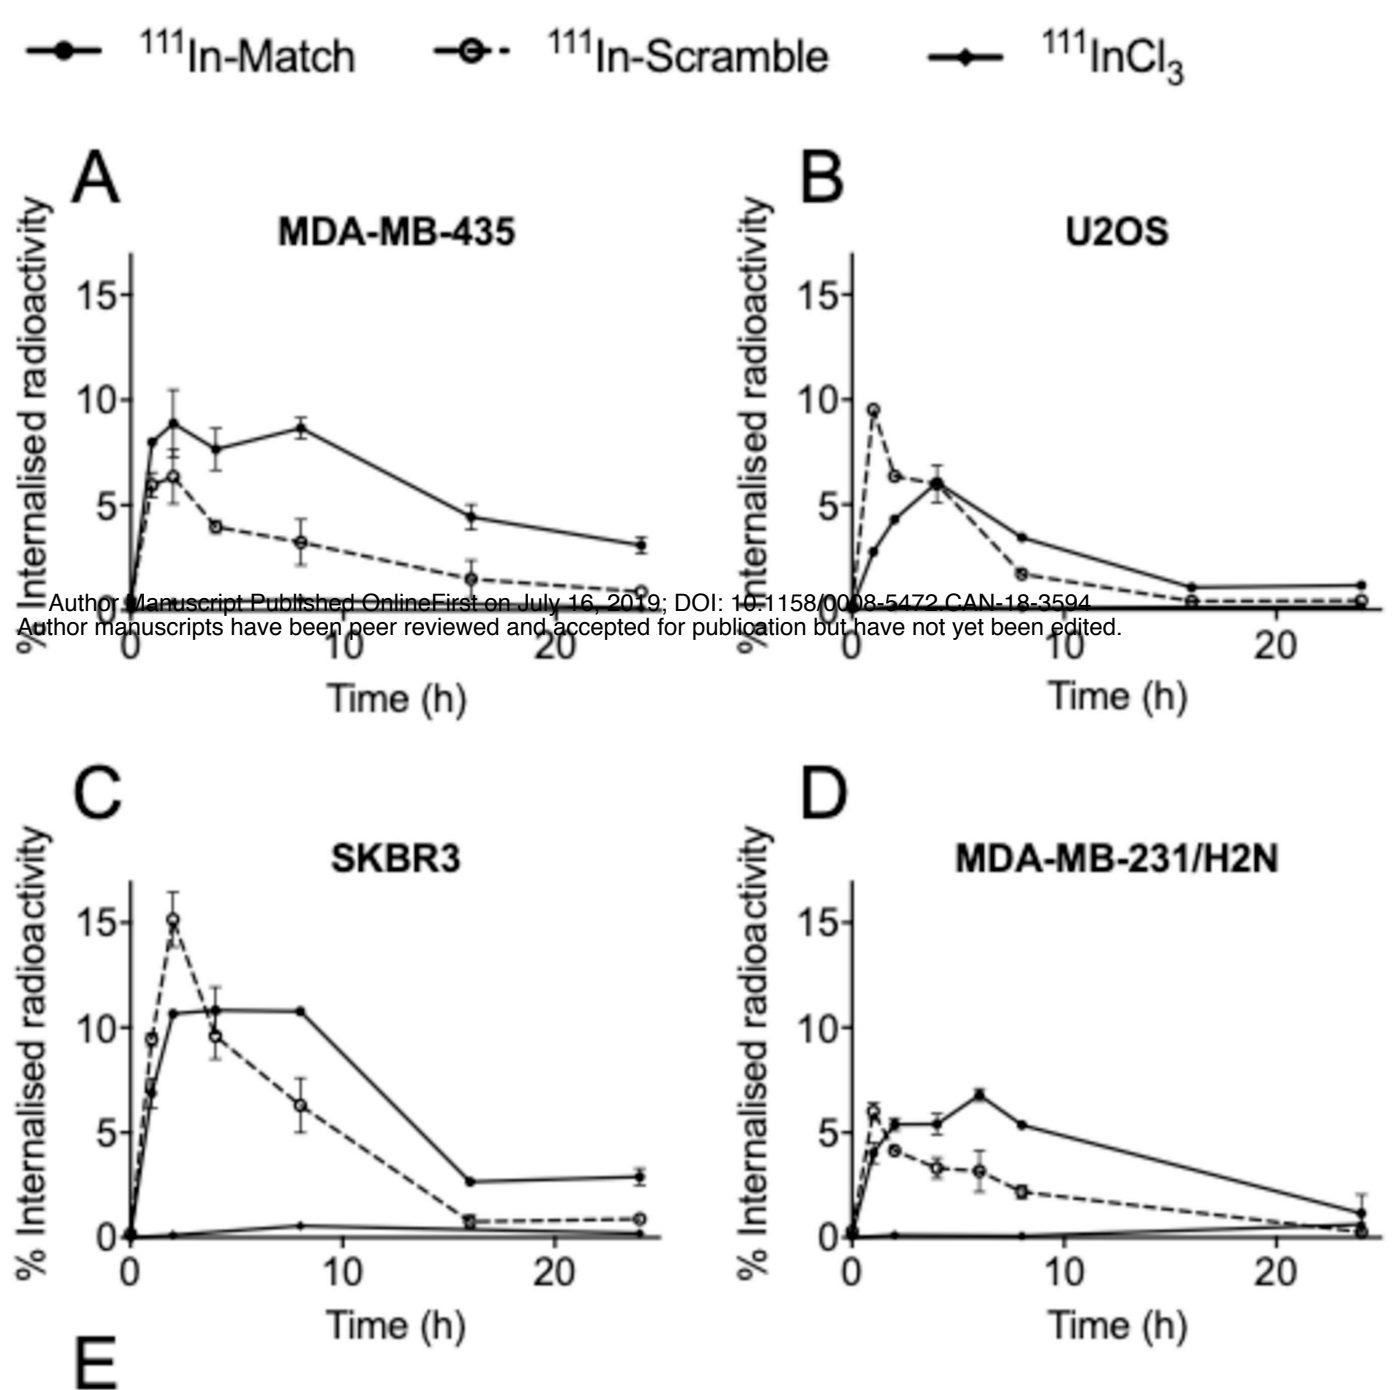 ¹¹¹In-Match ¹¹¹In-Scramble ¹¹¹InCl₃
A
B
MDA-MB-435
U2OS
% Internalised radioactivity
15
10
5
0
0 10 20
Time (h)
% Internalised radioactivity
15
10
5
0
0 10 20
Time (h)
Author Manuscript Published OnlineFirst on July 16, 2019; DOI: 10.1158/0008-5472.CAN-18-3594
Author manuscripts have been peer reviewed and accepted for publication but have not yet been edited.
C
D
SKBR3
MDA-MB-231/H2N
% Internalised radioactivity
15
10
5
0
0 10 20
Time (h)
% Internalised radioactivity
15
10
5
0
0 10 20
Time (h)
E